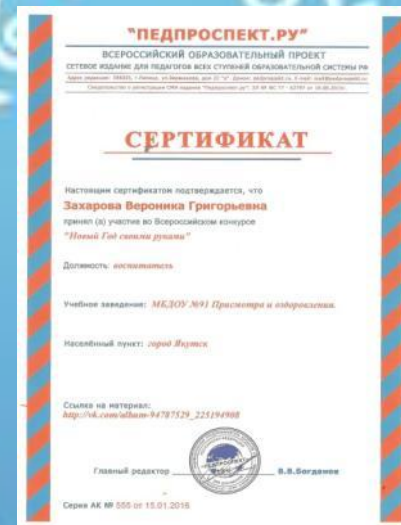 "ПЕДПРОСПЕКТ.РУ"
ВСЕРОССИЙСКИЙ ОБРАЗОВАТЕЛЬНЫЙ ПРОЕКТ
СЕТЕВОЕ ИЗДАНИЕ ДЛЯ ПЕДАГОГОВ ВСЕХ СТУПЕНЕЙ ОБРАЗОВАТЕЛЬНОЙ СИСТЕМЫ РФ
СЕРТИФИКАТ
Настоящим сертификатом подтверждается, что
Захарова Вероника Григорьевна
принял (а) участие во Всероссийском конкурсе
"Новый Год своими руками"
Должность: воспитатель
Учебное заведение: МБДОУ №91 Присмотра и оздоровления.
Населённый пункт: город Якутск
Ссылка на материал:
http://vk.com/album-94787529_225194908
Главный редактор В.В.Богданов
Серия АК № 555 от 15.01.2016